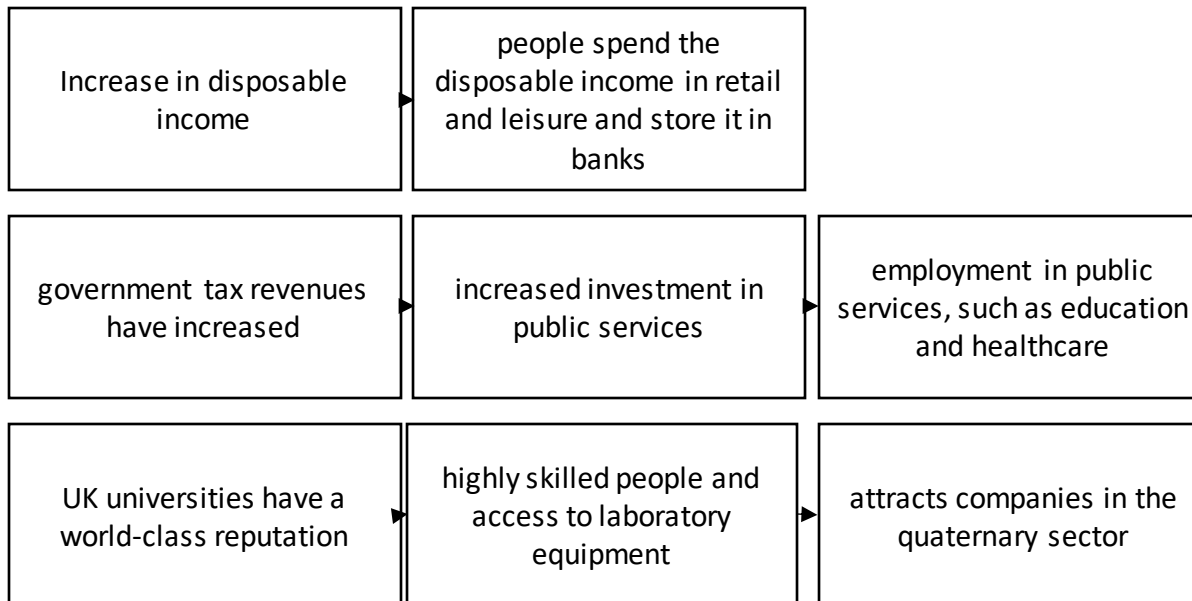 Increase in disposable
income
people spend the
disposable income in retail
and leisure and store it in
banks
government tax revenues
have increased
increased investment in
public services
employment in public
services, such as education
and healthcare
UK universities have a
world-class reputation
highly skilled people and
access to laboratory
equipment
attracts companies in the
quaternary sector